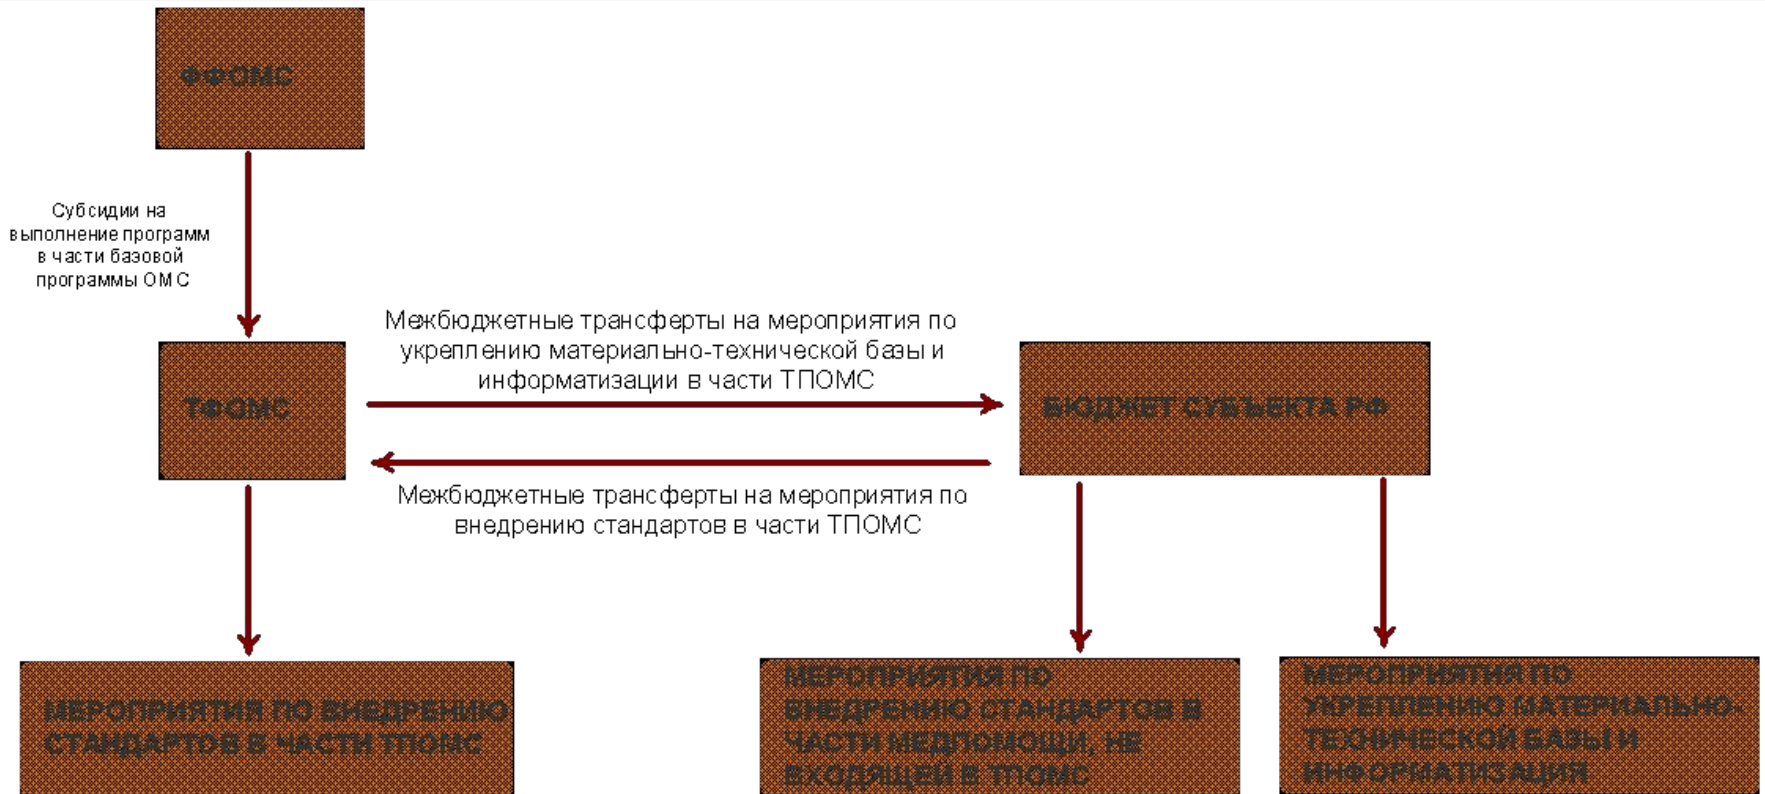 ФФОМС
Субсидии на
выполнение программ
в части базовой
программы ОМС
Межбюджетные трансферты на мероприятия по
укреплению материально-технической базы и
информатизации в части ТПОМС
ТФОМС
БЮДЖЕТ СУБЪЕКТА РФ
Межбюджетные трансферты на мероприятия по
внедрению стандартов в части ТПОМС
МЕРОПРИЯТИЯ ПО ВНЕДРЕНИЮ
СТАНДАРТОВ В ЧАСТИ ТПОМС
МЕРОПРИЯТИЯ ПО
ВНЕДРЕНИЮ СТАНДАРТОВ В
ЧАСТИ МЕДПОМОЩИ, НЕ
ВХОДЯЩЕЙ В ТПОМС
МЕРОПРИЯТИЯ ПО
УКРЕПЛЕНИЮ МАТЕРИАЛЬНО-
ТЕХНИЧЕСКОЙ БАЗЫ И
ИНФОРМАТИЗАЦИЯ